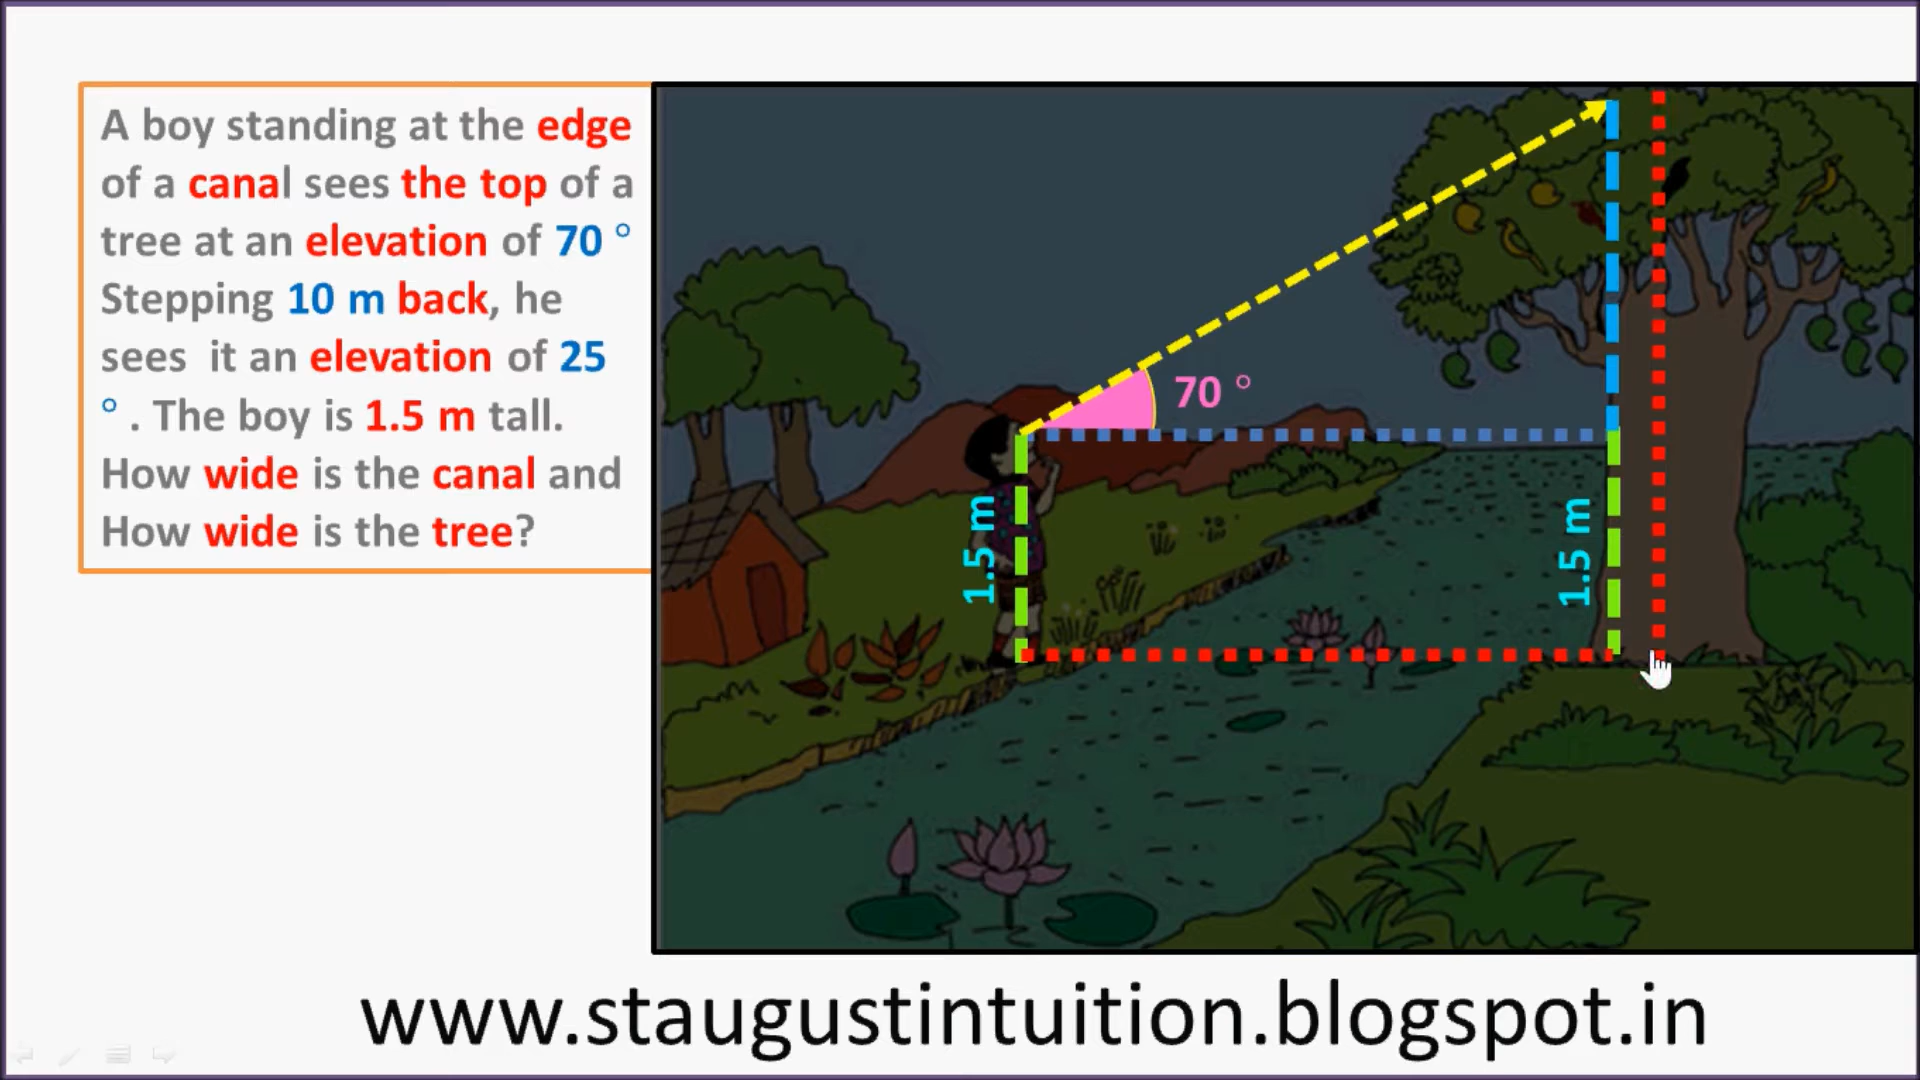 A boy standing at the edge
of a canal sees the top of a
tree at an elevation of 70 °
Stepping 10 m back, he
sees it an elevation of 25
° . The boy is 1.5 m tall.
How wide is the canal and
How wide is the tree?
70 °
1.5 m
1.5 m
www.staugustintuition.blogspot.in